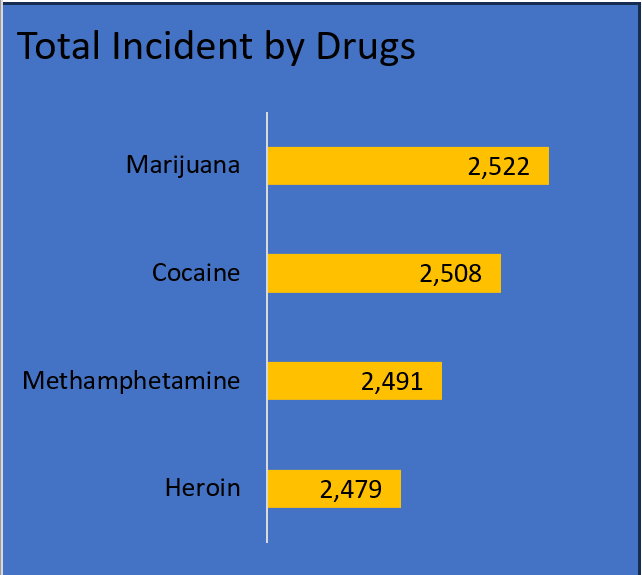 Total Incident by Drugs
Marijuana 2,522
Cocaine 2,508
Methamphetamine 2,491
Heroin 2,479